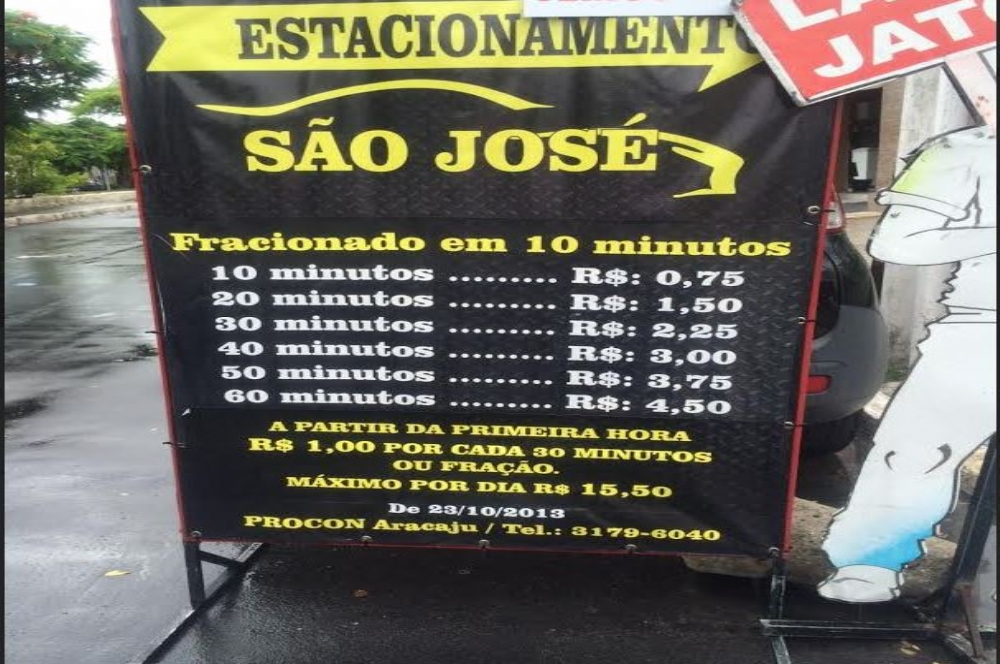 ESTACIONAMENTO
SÃO JOSÉ
Fracionado em 10 minutos
10 minutos ......... R$: 0,75
20 minutos ......... R$: 1,50
30 minutos ......... R$: 2,25
40 minutos ......... R$: 3,00
50 minutos ......... R$: 3,75
60 minutos ......... R$: 4,50
A PARTIR DA PRIMEIRA HORA
R$ 1,00 POR CADA 30 MINUTOS
OU FRAÇÃO.
MÁXIMO POR DIA R$ 15,50
De 23/10/2013
PROCON Aracaju / Tel.: 3179-6040